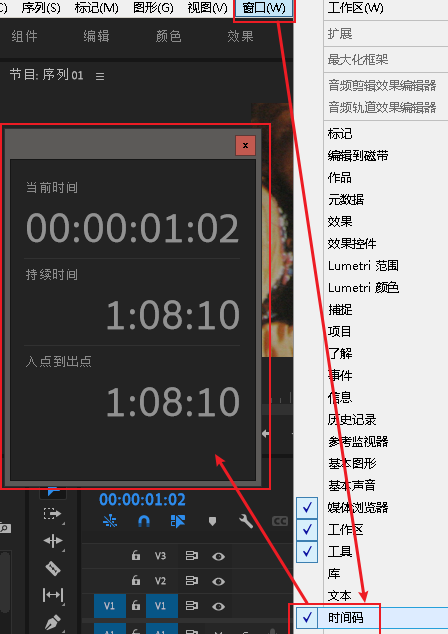 C) 序列(S) 标记(M) 图形(G) 视图(V) 窗口(W)
组件 编辑 颜色 效果
节目: 序列 01
x
当前时间
00:00:01:02
持续时间
1:08:10
入点到出点
1:08:10
00:00:01:02
V3
V2
V1 V1
A1 A1
工作区(W)
扩展
最大化框架
音频剪辑效果编辑器
音频轨道效果编辑器
标记
编辑到磁带
作品
元数据
效果
效果控件
Lumetri 范围
Lumetri 颜色
捕捉
项目
了解
事件
信息
历史记录
参考监视器
基本图形
基本声音
媒体浏览器
工作区
工具
库
文本
时间码